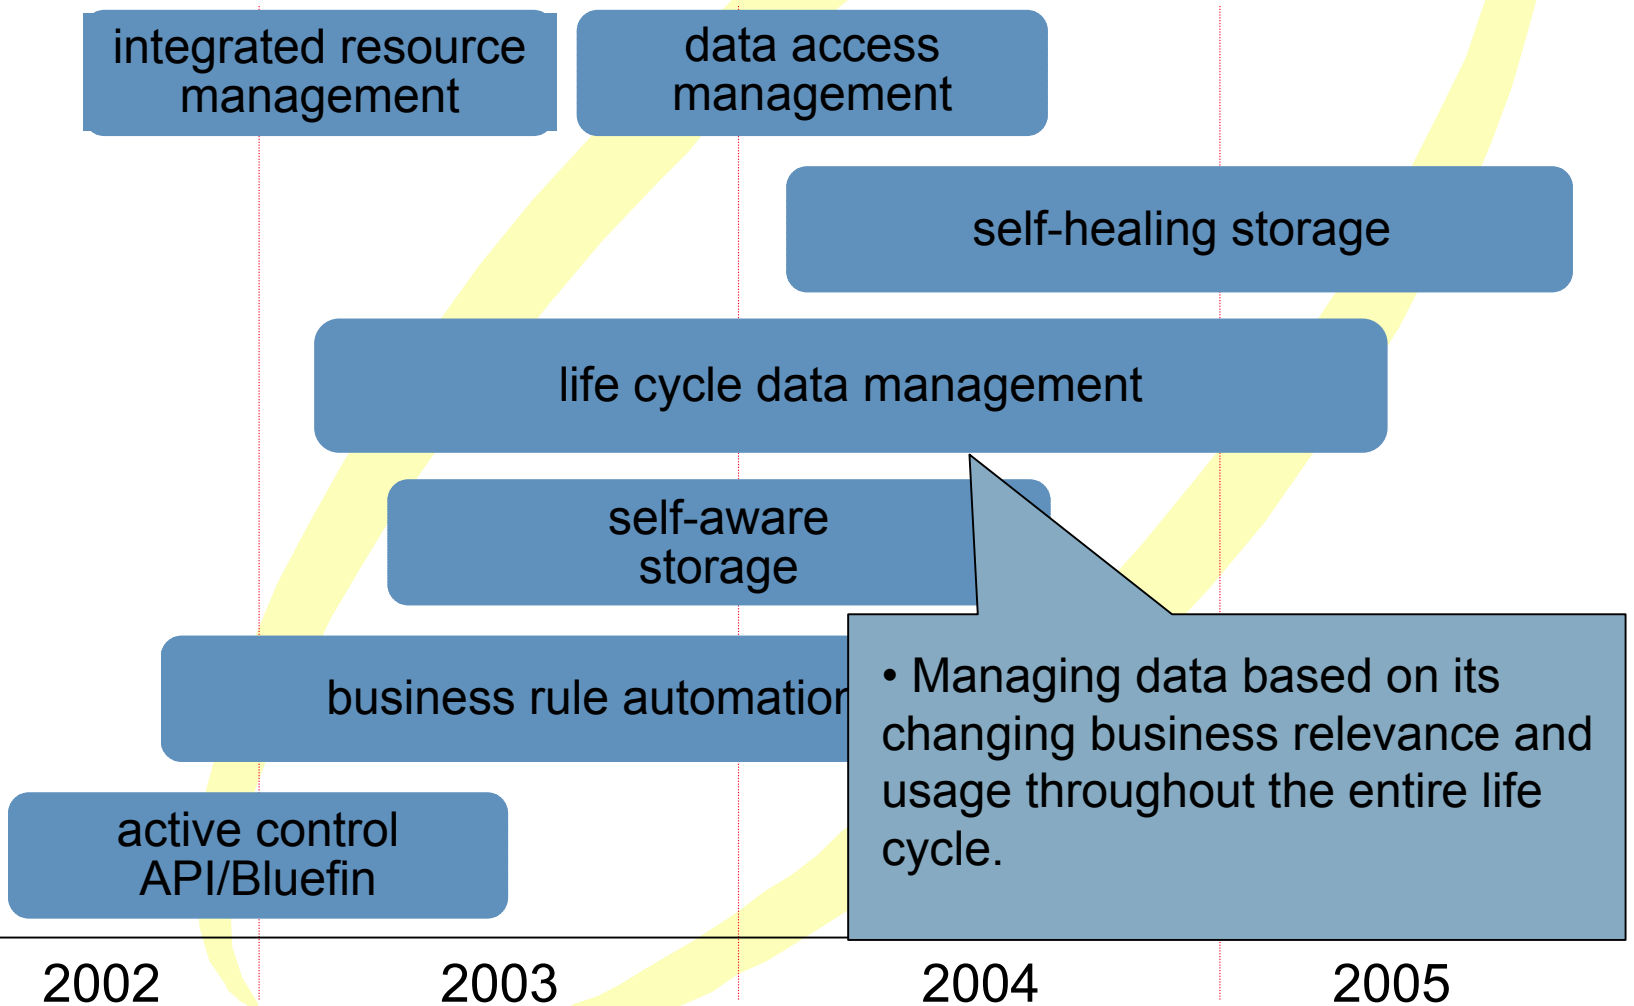 integrated resource
management
data access
management
self-healing storage
life cycle data management
self-aware
storage
business rule automation
• Managing data based on its
changing business relevance and
usage throughout the entire life
cycle.
active control
API/Bluefin
2002
2003
2004
2005